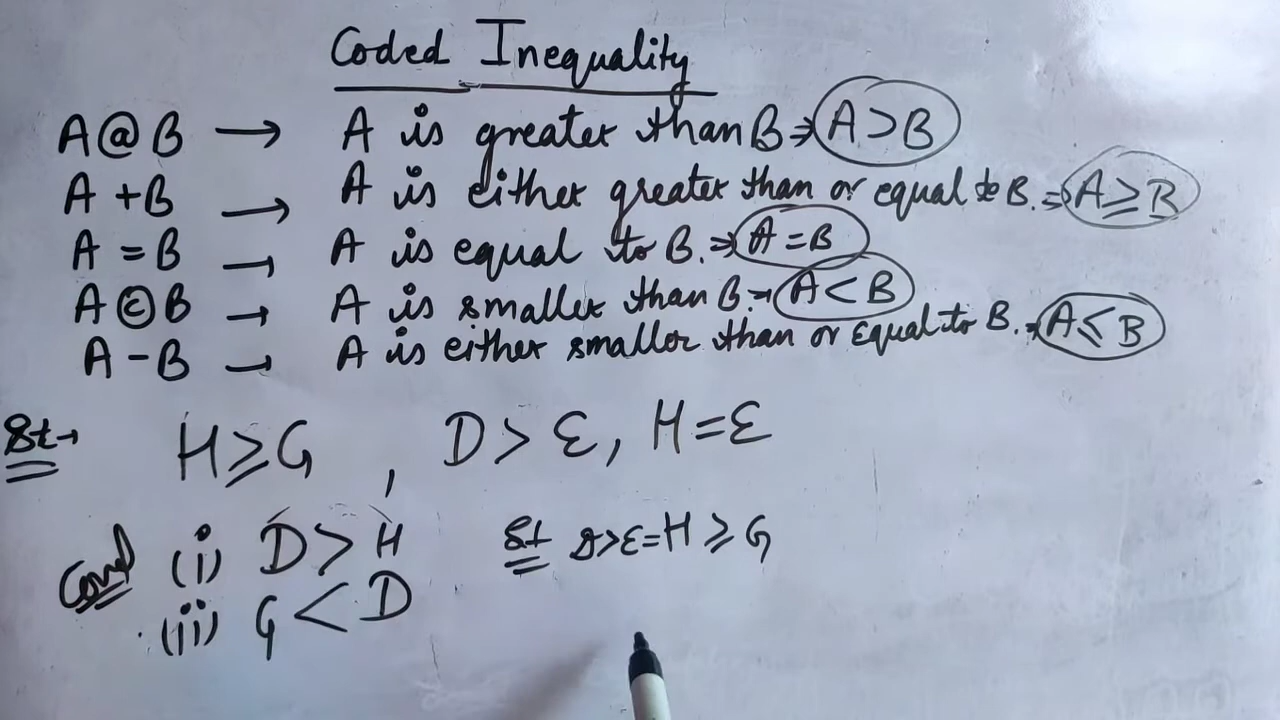 Coded Inequality
A @ B → A is greater than B ⇒ A > B
A + B → A is either greater than or equal to B. ⇒ A ≥ B
A = B → A is equal to B. ⇒ A = B
A © B → A is smaller than B. ⇒ A < B
A - B → A is either smaller than or Equal to B. ⇒ A ≤ B
St → H ≥ G , D > E , H = E
Conl (i) D > H St D > E = H ≥ G
(ii) G < D